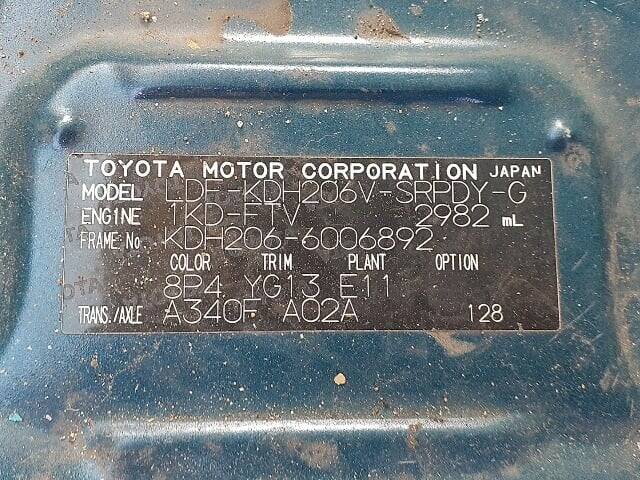 TOYOTA MOTOR CORPORATION JAPAN
MODEL LDF-KDH206V-SRPDY-G
ENGINE 1KD-FTV 2982 mL
FRAME No. KDH206-6006892
COLOR TRIM PLANT OPTION
8P4 YG13 E11
TRANS./AXLE A340F A02A 128